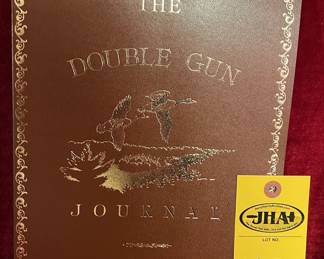 THE
DOUBLE GUN
JOURNAL
JHA
LOT NO.